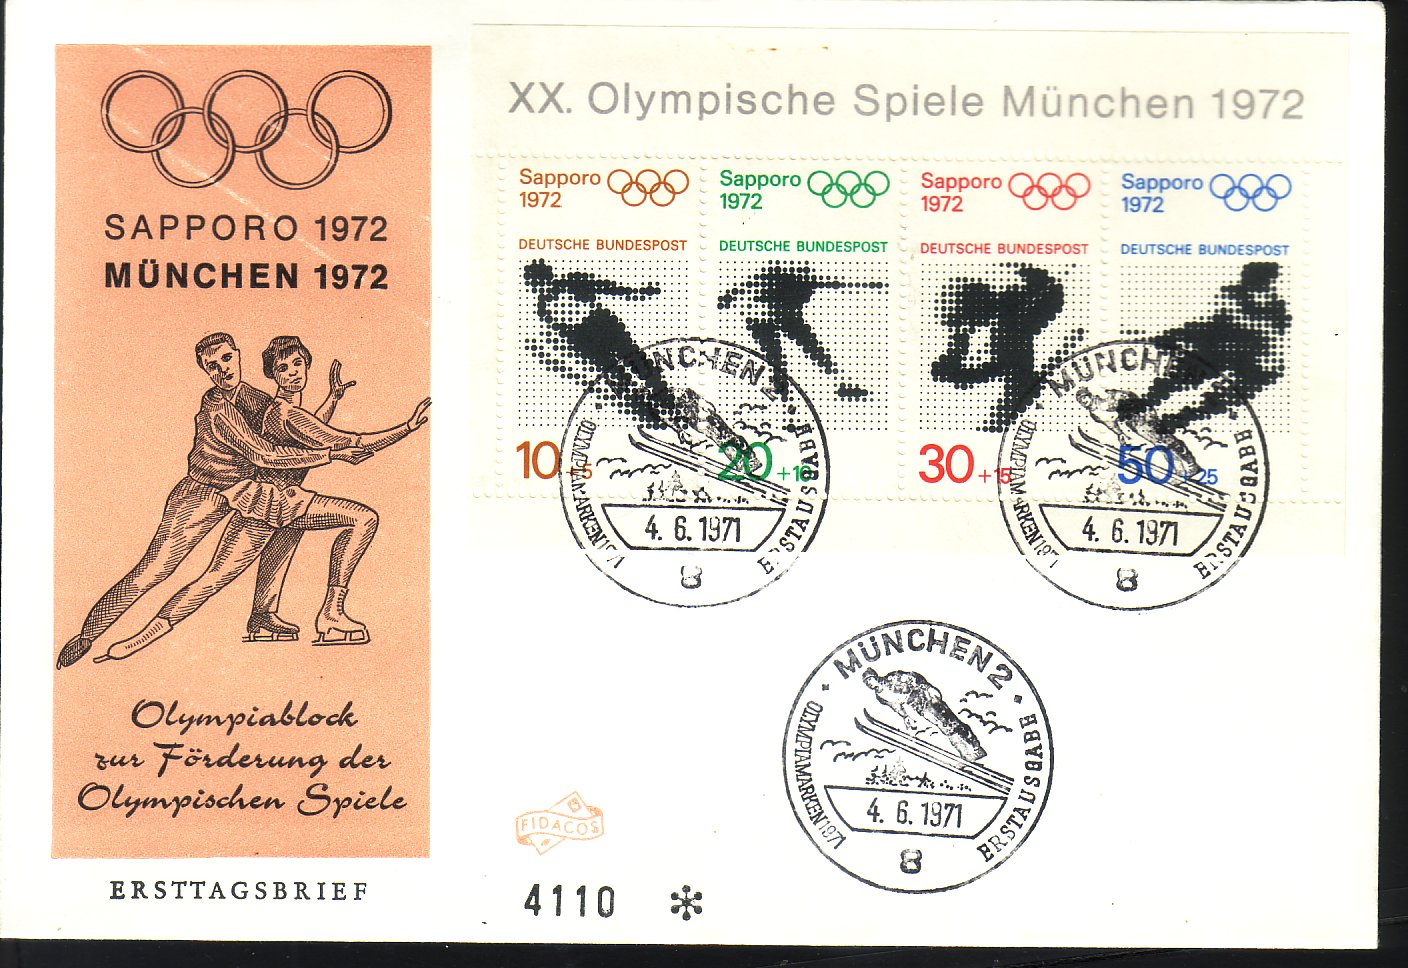 SAPPORO 1972
MÜNCHEN 1972
Olympiablock
zur Förderung der
Olympischen Spiele
ERSTTAGSBRIEF
XX. Olympische Spiele München 1972
Sapporo
1972
DEUTSCHE BUNDESPOST
10 +5
Sapporo
1972
DEUTSCHE BUNDESPOST
20 +10
Sapporo
1972
DEUTSCHE BUNDESPOST
30 +15
Sapporo
1972
DEUTSCHE BUNDESPOST
50 +25
MÜNCHEN 2
OLYMPIAMARKEN 1971
ERSTAUSGABE
4. 6. 1971
8
MÜNCHEN 2
OLYMPIAMARKEN 1971
ERSTAUSGABE
4. 6. 1971
8
MÜNCHEN 2
OLYMPIAMARKEN 1971
ERSTAUSGABE
4. 6. 1971
8
FIDACOS
4110